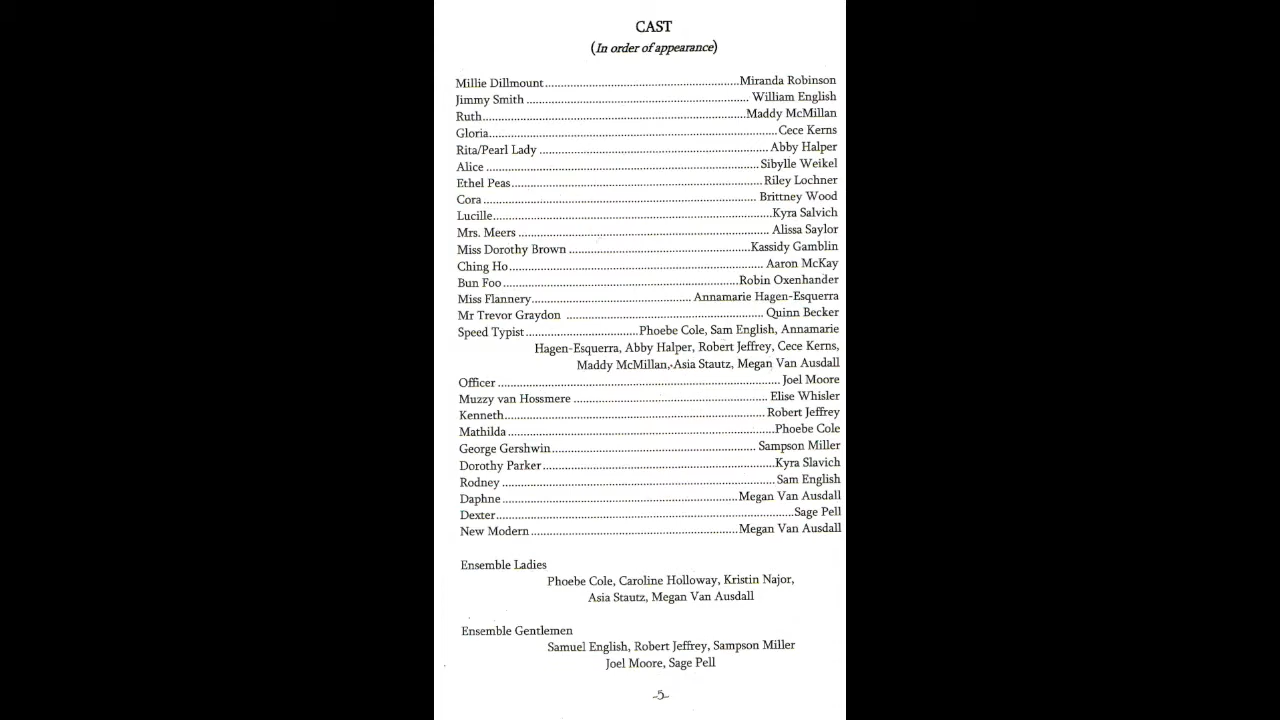 CAST
(In order of appearance)
Millie Dillmount..........................................................Miranda Robinson
Jimmy Smith .................................................................. William English
Ruth...............................................................................Maddy McMillan
Gloria......................................................................................Cece Kerns
Rita/Pearl Lady ..................................................................... Abby Halper
Alice ..................................................................................Sibylle Weikel
Ethel Peas...........................................................................Riley Lochner
Cora .................................................................................. Brittney Wood
Lucille...................................................................................Kyra Salvich
Mrs. Meers ........................................................................... Alissa Saylor
Miss Dorothy Brown ......................................................Kassidy Gamblin
Ching Ho........................................................................... Aaron McKay
Bun Foo .......................................................................Robin Oxenhander
Miss Flannery................................................ Annamarie Hagen-Esquerra
Mr Trevor Graydon ........................................................... Quinn Becker
Speed Typist..................................Phoebe Cole, Sam English, Annamarie
Hagen-Esquerra, Abby Halper, Robert Jeffrey, Cece Kerns,
Maddy McMillan, Asia Stautz, Megan Van Ausdall
Officer .................................................................................... Joel Moore
Muzzy van Hossmere .......................................................... Elise Whisler
Kenneth.............................................................................. Robert Jeffrey
Mathilda ................................................................................Phoebe Cole
George Gershwin............................................................. Sampson Miller
Dorothy Parker.......................................................................Kyra Slavich
Rodney ................................................................................... Sam English
Daphne .....................................................................Megan Van Ausdall
Dexter.......................................................................................Sage Pell
New Modern..............................................................Megan Van Ausdall
Ensemble Ladies
Phoebe Cole, Caroline Holloway, Kristin Najor,
Asia Stautz, Megan Van Ausdall
Ensemble Gentlemen
Samuel English, Robert Jeffrey, Sampson Miller
Joel Moore, Sage Pell
-5-